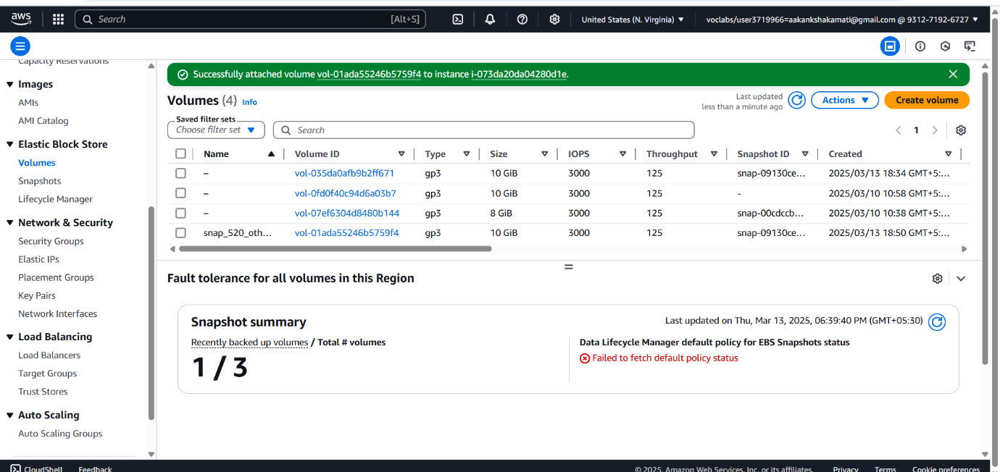 aws
Search [Alt+S]
United States (N. Virginia) ▼
voclabs/user3719966=aakankshakamati@gmail.com @ 9312-7192-6727 ▼
Capacity Reservations
Images
AMIs
AMI Catalog
Elastic Block Store
Volumes
Snapshots
Lifecycle Manager
Network & Security
Security Groups
Elastic IPs
Placement Groups
Key Pairs
Network Interfaces
Load Balancing
Load Balancers
Target Groups
Trust Stores
Auto Scaling
Auto Scaling Groups
Successfully attached volume vol-01ada55246b5759f4 to instance i-073da20da04280d1e.
Volumes (4) Info
Last updated
less than a minute ago
Actions
Create volume
Saved filter sets
Choose filter set
Search
1
Name Volume ID Type Size IOPS Throughput Snapshot ID Created
– vol-035da0afb9b2ff671 gp3 10 GiB 3000 125 snap-09130ce... 2025/03/13 18:34 GMT+5:...
– vol-0fd0f40c94d6a03b7 gp3 10 GiB 3000 125 - 2025/03/10 10:58 GMT+5:...
– vol-07ef6304d8480b144 gp3 8 GiB 3000 125 snap-00cdccb... 2025/03/10 10:38 GMT+5:...
snap_520_oth... vol-01ada55246b5759f4 gp3 10 GiB 3000 125 snap-09130ce... 2025/03/13 18:50 GMT+5:...
Fault tolerance for all volumes in this Region
Snapshot summary
Last updated on Thu, Mar 13, 2025, 06:39:40 PM (GMT+05:30)
Recently backed up volumes / Total # volumes
1 / 3
Data Lifecycle Manager default policy for EBS Snapshots status
Failed to fetch default policy status
CloudShell Feedback
© 2025, Amazon Web Services, Inc. or its affiliates. Privacy Terms Cookie preferences